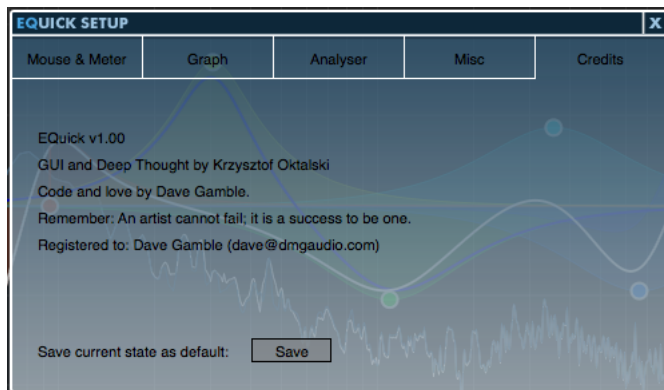 EQUICK SETUP X
Mouse & Meter Graph Analyser Misc Credits
EQuick v1.00
GUI and Deep Thought by Krzysztof Oktalski
Code and love by Dave Gamble.
Remember: An artist cannot fail; it is a success to be one.
Registered to: Dave Gamble (dave@dmgaudio.com)
Save current state as default: Save